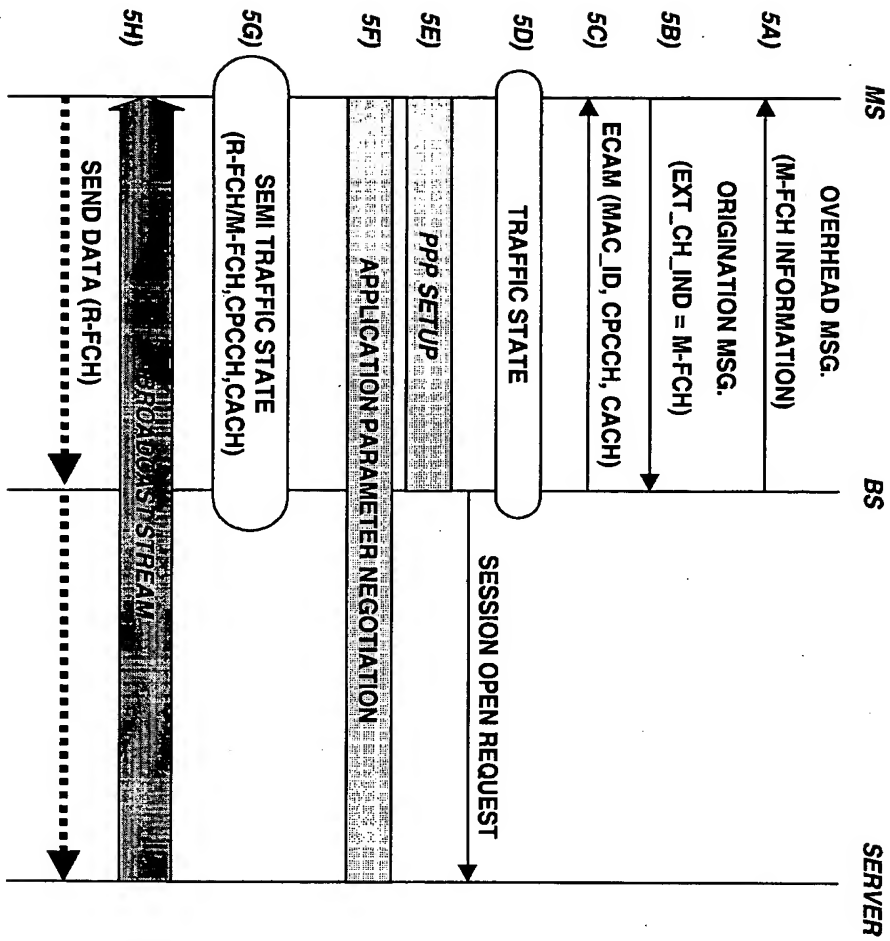 MS
BS
SERVER
OVERHEAD MSG.
5A)
(M-FCH INFORMATION)
ORIGINATION MSG.
5B)
(EXT_CH_IND = M-FCH)
5C)
ECAM (MAC_ID, CPCCH, CACH)
5D)
TRAFFIC STATE
SESSION OPEN REQUEST
5E)
PPP SETUP
5F)
APPLICATION PARAMETER NEGOTIATION
5G)
SEMI TRAFFIC STATE
(R-FCH/M-FCH,CPCCH,CACH)
5H)
BROADCAST STREAM
SEND DATA (R-FCH)